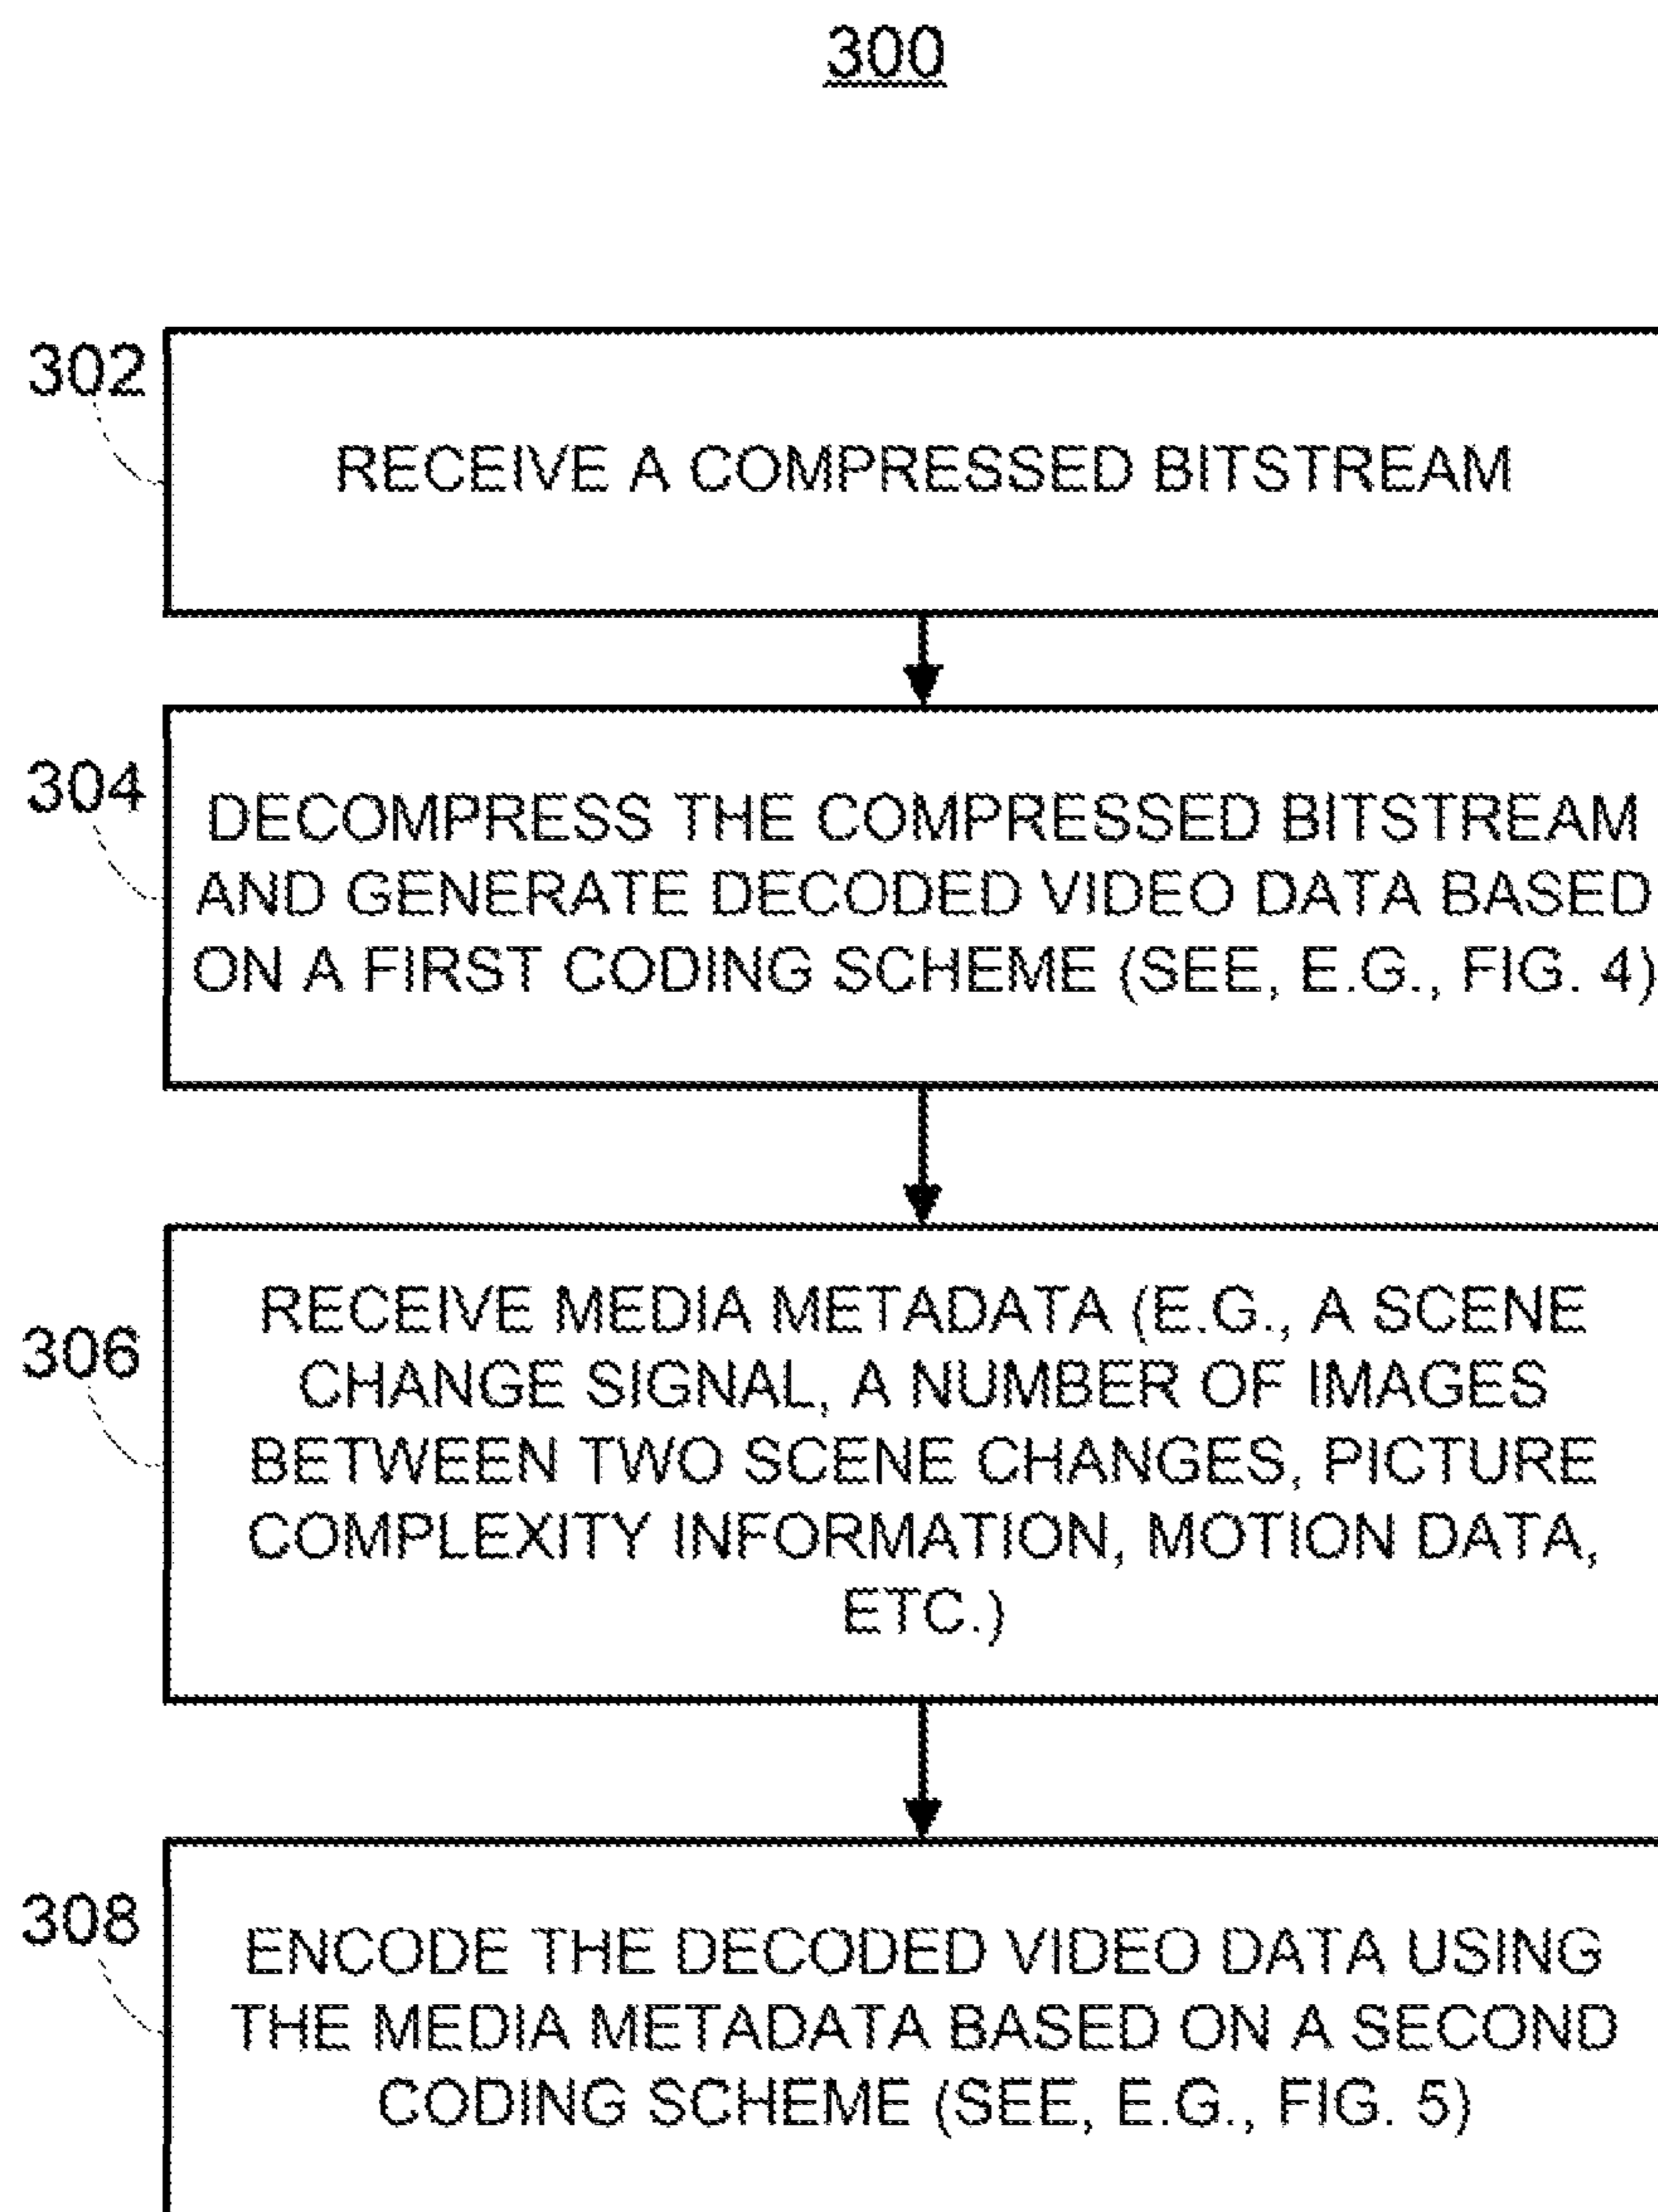 300
302
RECEIVE A COMPRESSED BITSTREAM
304
DECOMPRESS THE COMPRESSED BITSTREAM
AND GENERATE DECODED VIDEO DATA BASED
ON A FIRST CODING SCHEME (SEE, E.G., FIG. 4)
306
RECEIVE MEDIA METADATA (E.G., A SCENE
CHANGE SIGNAL, A NUMBER OF IMAGES
BETWEEN TWO SCENE CHANGES, PICTURE
COMPLEXITY INFORMATION, MOTION DATA,
ETC.)
308
ENCODE THE DECODED VIDEO DATA USING
THE MEDIA METADATA BASED ON A SECOND
CODING SCHEME (SEE, E.G., FIG. 5)